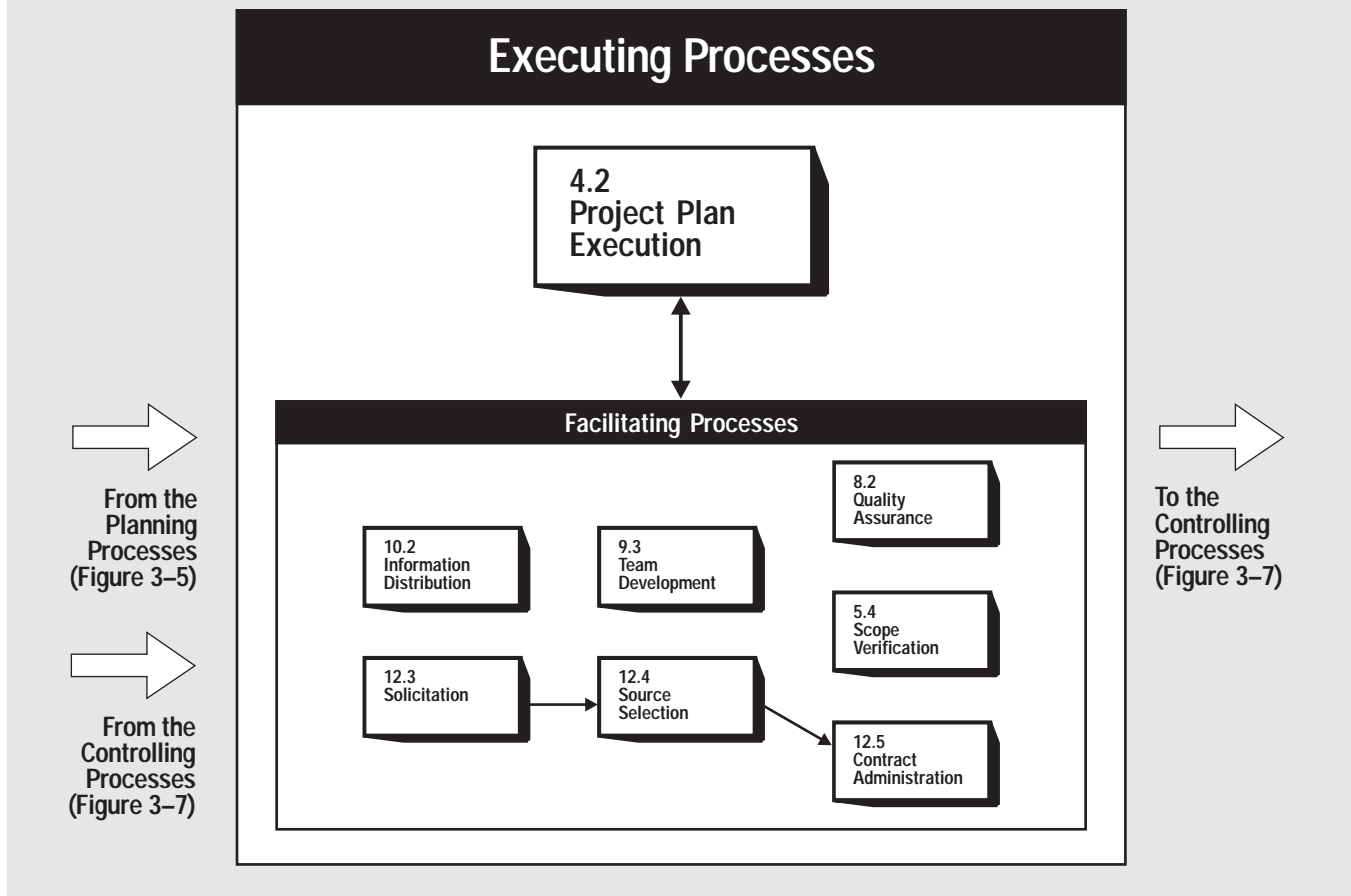 Executing Processes
4.2
Project Plan
Execution
Facilitating Processes
From the
Planning
Processes
(Figure 3–5)
From the
Controlling
Processes
(Figure 3–7)
10.2
Information
Distribution
9.3
Team
Development
8.2
Quality
Assurance
5.4
Scope
Verification
12.3
Solicitation
12.4
Source
Selection
12.5
Contract
Administration
To the
Controlling
Processes
(Figure 3–7)